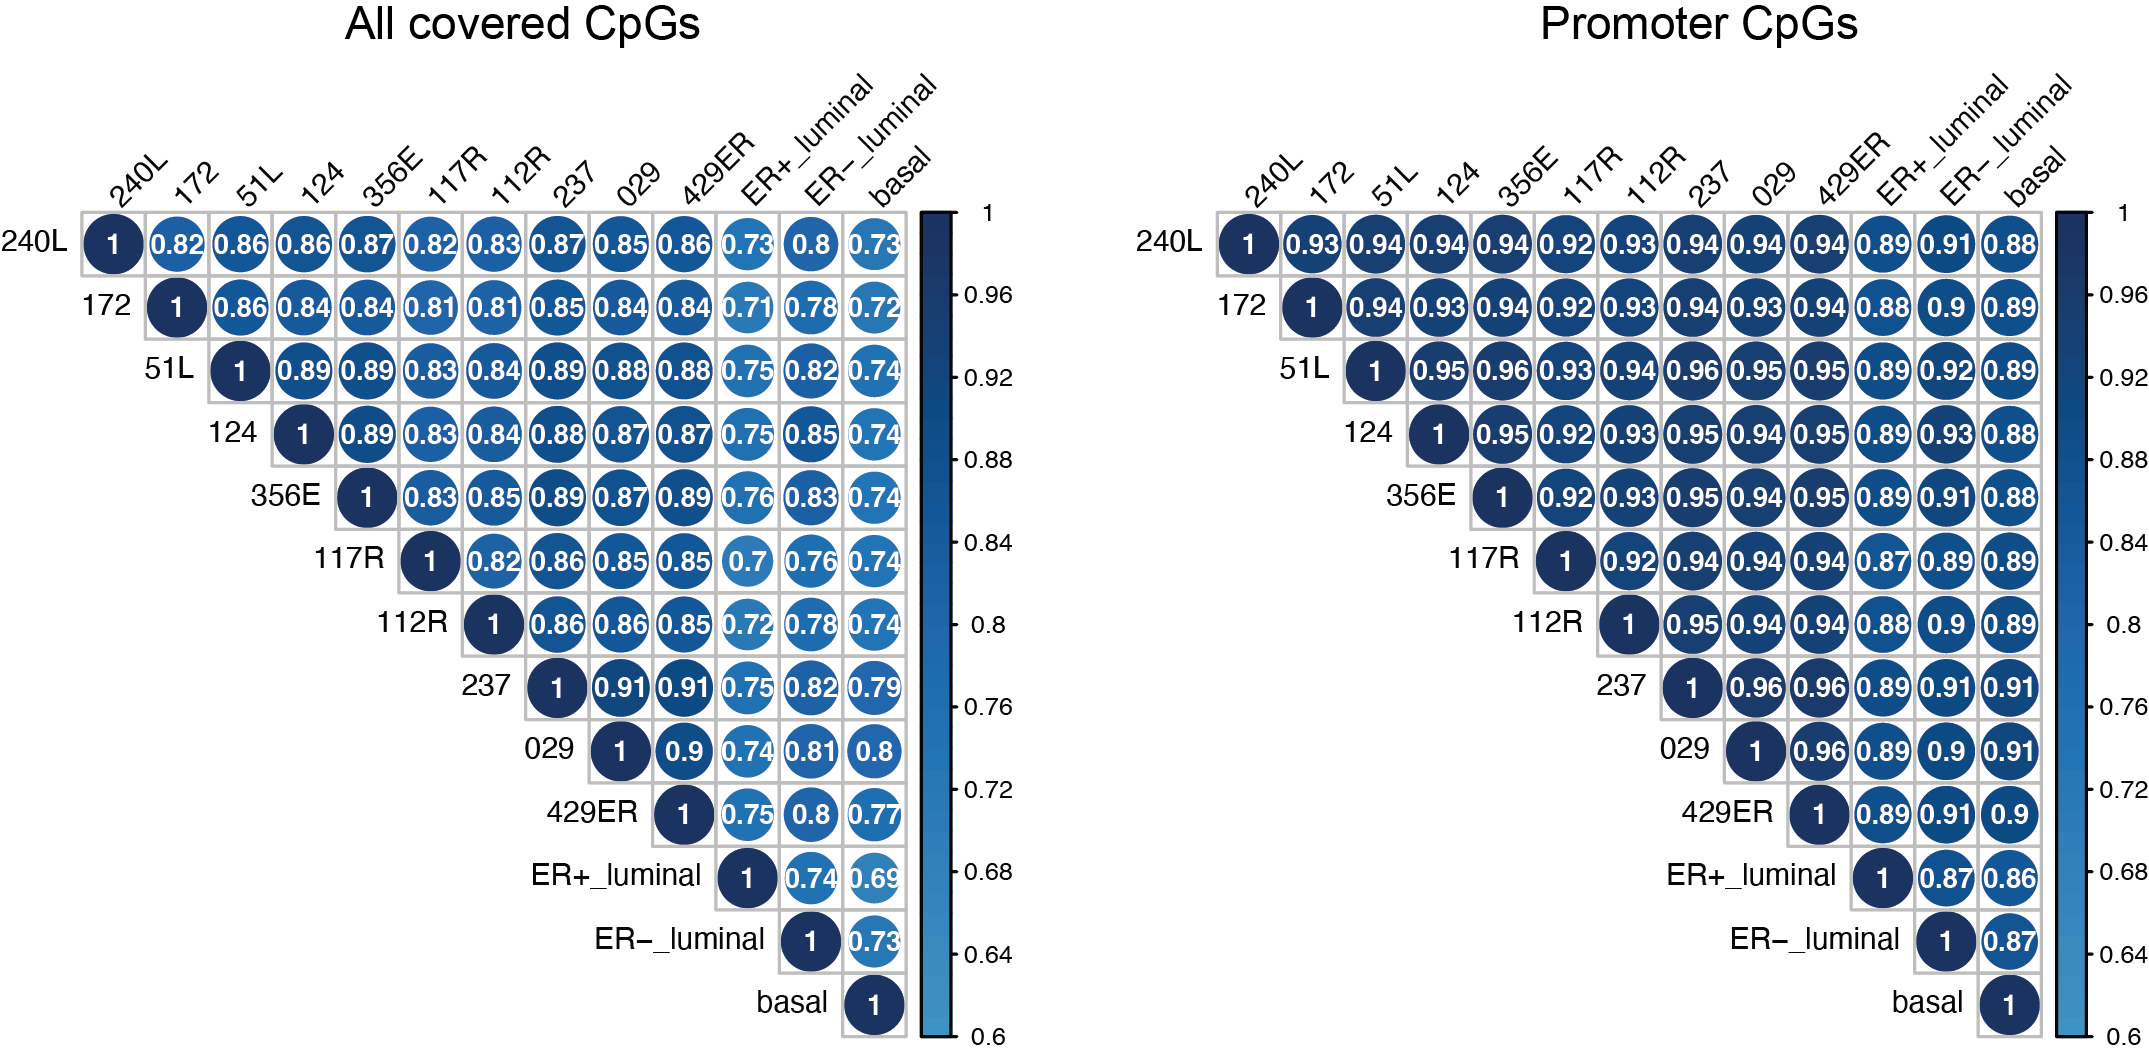 All covered CpGs
240L 172 51L 124 356E 117R 112R 237 029 429ER ER+_luminal ER−_luminal basal
240L 1 0.82 0.86 0.86 0.87 0.82 0.83 0.87 0.85 0.86 0.73 0.8 0.73
172 1 0.86 0.84 0.84 0.81 0.81 0.85 0.84 0.84 0.71 0.78 0.72
51L 1 0.89 0.89 0.83 0.84 0.89 0.88 0.88 0.75 0.82 0.74
124 1 0.89 0.83 0.84 0.88 0.87 0.87 0.75 0.85 0.74
356E 1 0.83 0.85 0.89 0.87 0.89 0.76 0.83 0.74
117R 1 0.82 0.86 0.85 0.85 0.7 0.76 0.74
112R 1 0.86 0.86 0.85 0.72 0.78 0.74
237 1 0.91 0.91 0.75 0.82 0.79
029 1 0.9 0.74 0.81 0.8
429ER 1 0.75 0.8 0.77
ER+_luminal 1 0.74 0.69
ER−_luminal 1 0.73
basal 1
1
0.96
0.92
0.88
0.84
0.8
0.76
0.72
0.68
0.64
0.6
Promoter CpGs
240L 172 51L 124 356E 117R 112R 237 029 429ER ER+_luminal ER−_luminal basal
240L 1 0.93 0.94 0.94 0.94 0.92 0.93 0.94 0.94 0.94 0.89 0.91 0.88
172 1 0.94 0.93 0.94 0.92 0.93 0.94 0.93 0.94 0.88 0.9 0.89
51L 1 0.95 0.96 0.93 0.94 0.96 0.95 0.95 0.89 0.92 0.89
124 1 0.95 0.92 0.93 0.95 0.94 0.95 0.89 0.93 0.88
356E 1 0.92 0.93 0.95 0.94 0.95 0.89 0.91 0.88
117R 1 0.92 0.94 0.94 0.94 0.87 0.89 0.89
112R 1 0.95 0.94 0.94 0.88 0.9 0.89
237 1 0.96 0.96 0.89 0.91 0.91
029 1 0.96 0.89 0.9 0.91
429ER 1 0.89 0.91 0.9
ER+_luminal 1 0.87 0.86
ER−_luminal 1 0.87
basal 1
1
0.96
0.92
0.88
0.84
0.8
0.76
0.72
0.68
0.64
0.6